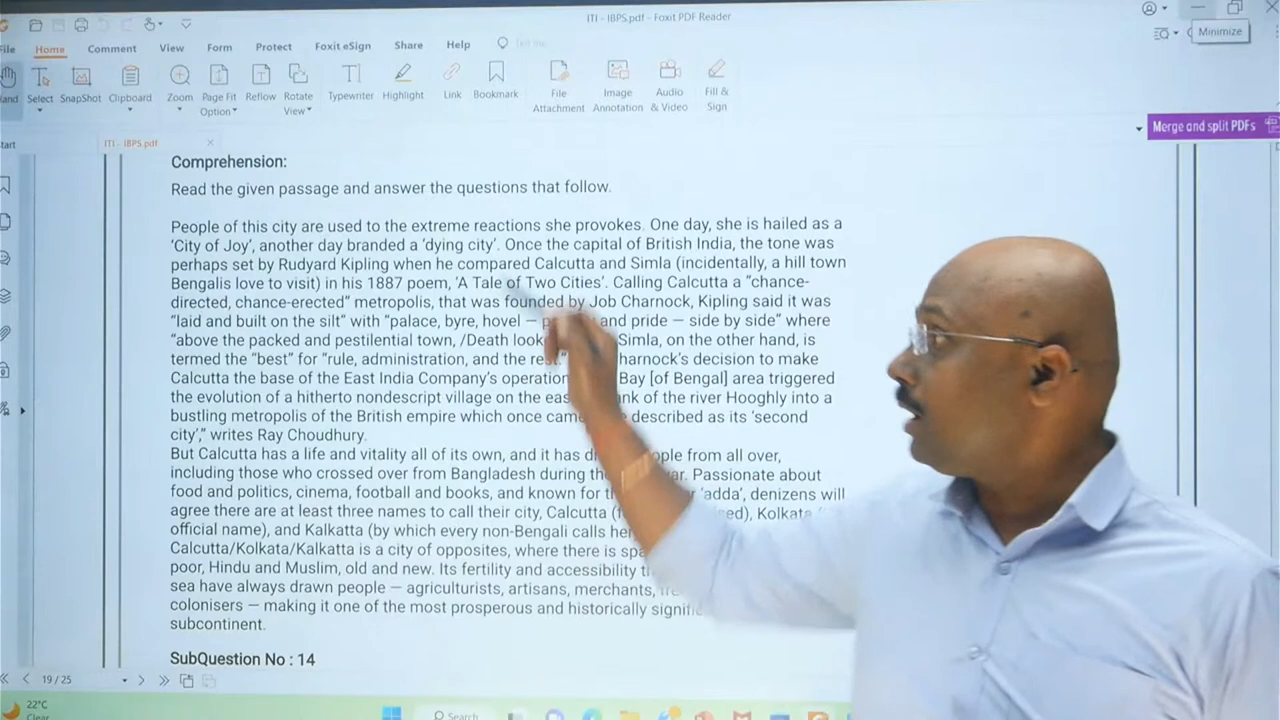 ITI - IBPS.pdf - Foxit PDF Reader
File Home Comment View Form Protect Foxit eSign Share Help
Minimize
Select SnapShot Clipboard Zoom Page Fit Option Reflow Rotate View Typewriter Highlight Link Bookmark File Attachment Image Annotation Audio & Video Fill & Sign
Merge and split PDFs
ITI - IBPS.pdf
Comprehension:
Read the given passage and answer the questions that follow.
People of this city are used to the extreme reactions she provokes. One day, she is hailed as a
‘City of Joy’, another day branded a ‘dying city’. Once the capital of British India, the tone was
perhaps set by Rudyard Kipling when he compared Calcutta and Simla (incidentally, a hill town
Bengalis love to visit) in his 1887 poem, ‘A Tale of Two Cities’. Calling Calcutta a “chance-
directed, chance-erected” metropolis, that was founded by Job Charnock, Kipling said it was
“laid and built on the silt” with “palace, byre, hovel — and pride — side by side” where
“above the packed and pestilential town, /Death Simla, on the other hand, is
termed the “best” for “rule, administration, and the decision to make
Calcutta the base of the East India Company’s Bay [of Bengal] area triggered
the evolution of a hitherto nondescript village on the of the river Hooghly into a
bustling metropolis of the British empire which once described as its ‘second
city’,” writes Ray Choudhury.
But Calcutta has a life and vitality all of its own, and it has from all over,
including those who crossed over from Bangladesh during Passionate about
food and politics, cinema, football and books, and known for ‘adda’, denizens will
agree there are at least three names to call their city, Calcutta Kolkata
official name), and Kalkatta (by which every non-Bengali calls
Calcutta/Kolkata/Kalkatta is a city of opposites, where there is
poor, Hindu and Muslim, old and new. Its fertility and accessibility
sea have always drawn people — agriculturists, artisans, merchants,
colonisers — making it one of the most prosperous and historically
subcontinent.
SubQuestion No : 14
19 / 25
22°C
Clear
Search